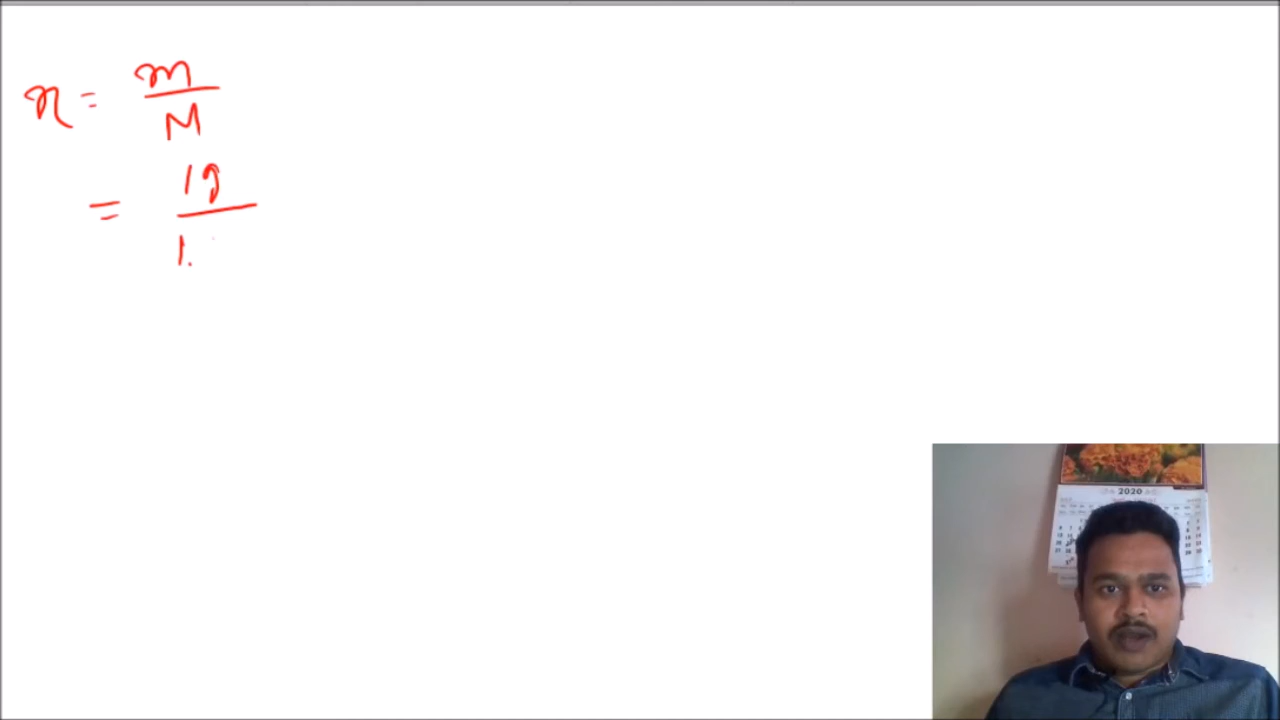 n = m/M
= 1g/1.
2020